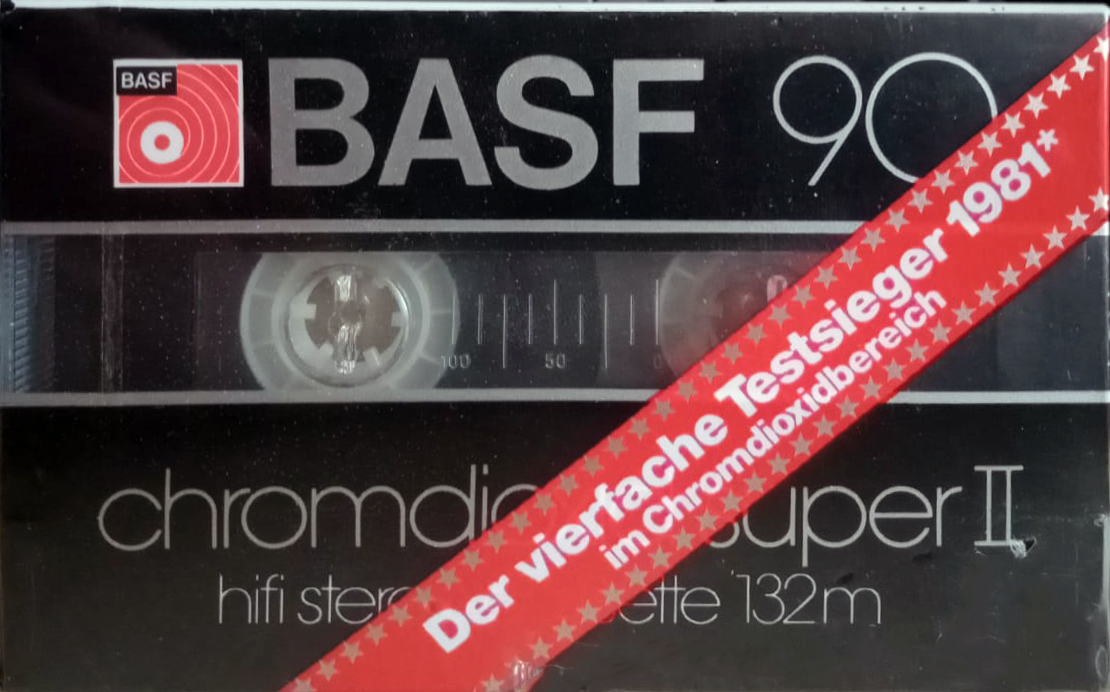 BASF
BASF 90
100 50 0
chromdio super II
hifi stere ette 132m
Der vierfache Testsieger 1981*
im Chromdioxidbereich